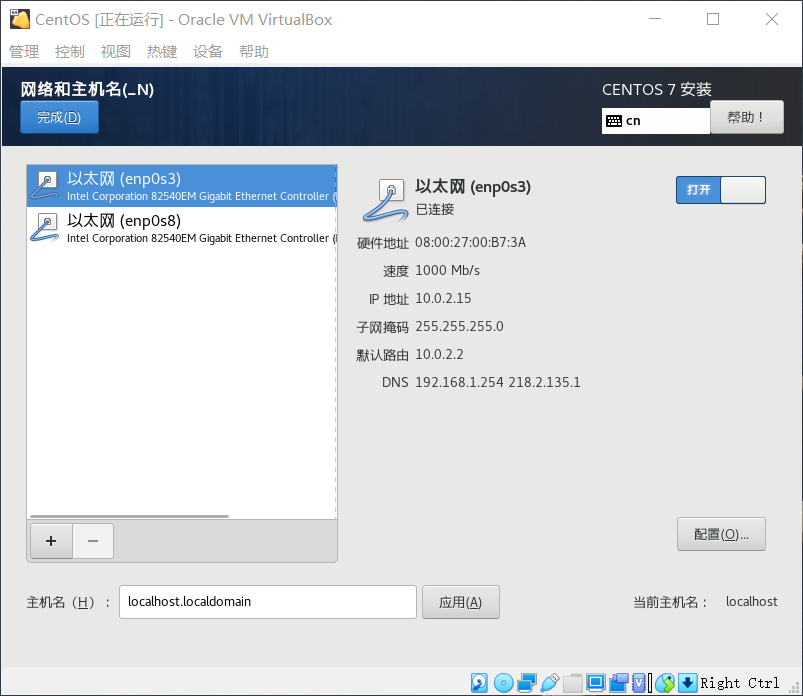 CentOS [正在运行] - Oracle VM VirtualBox
管理 控制 视图 热键 设备 帮助
网络和主机名(_N)
CENTOS 7 安装
完成(D)
cn
帮助！
以太网 (enp0s3)
Intel Corporation 82540EM Gigabit Ethernet Controller (
以太网 (enp0s8)
Intel Corporation 82540EM Gigabit Ethernet Controller (
以太网 (enp0s3)
已连接
打开
硬件地址 08:00:27:00:B7:3A
速度 1000 Mb/s
IP 地址 10.0.2.15
子网掩码 255.255.255.0
默认路由 10.0.2.2
DNS 192.168.1.254 218.2.135.1
+ −
配置(O)...
主机名（H）： localhost.localdomain 应用(A) 当前主机名： localhost
Right Ctrl